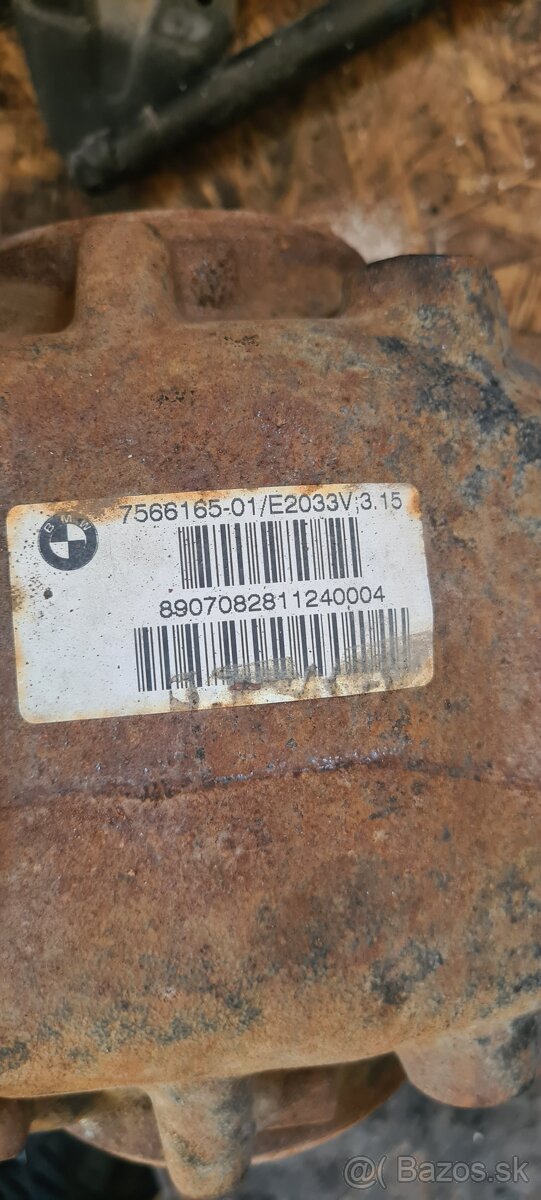 BMW
7566165-01/E2033V;3.15
8907082811240004
@ Bazos.sk